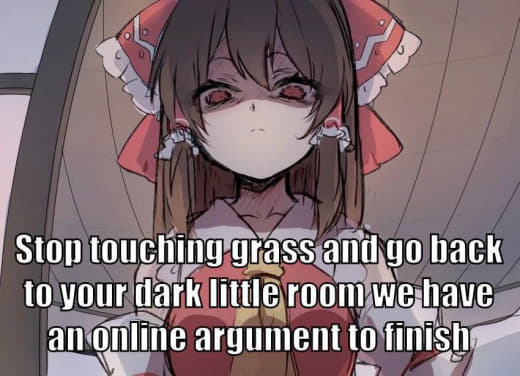 Stop touching grass and go back
to your dark little room we have
an online argument to finish